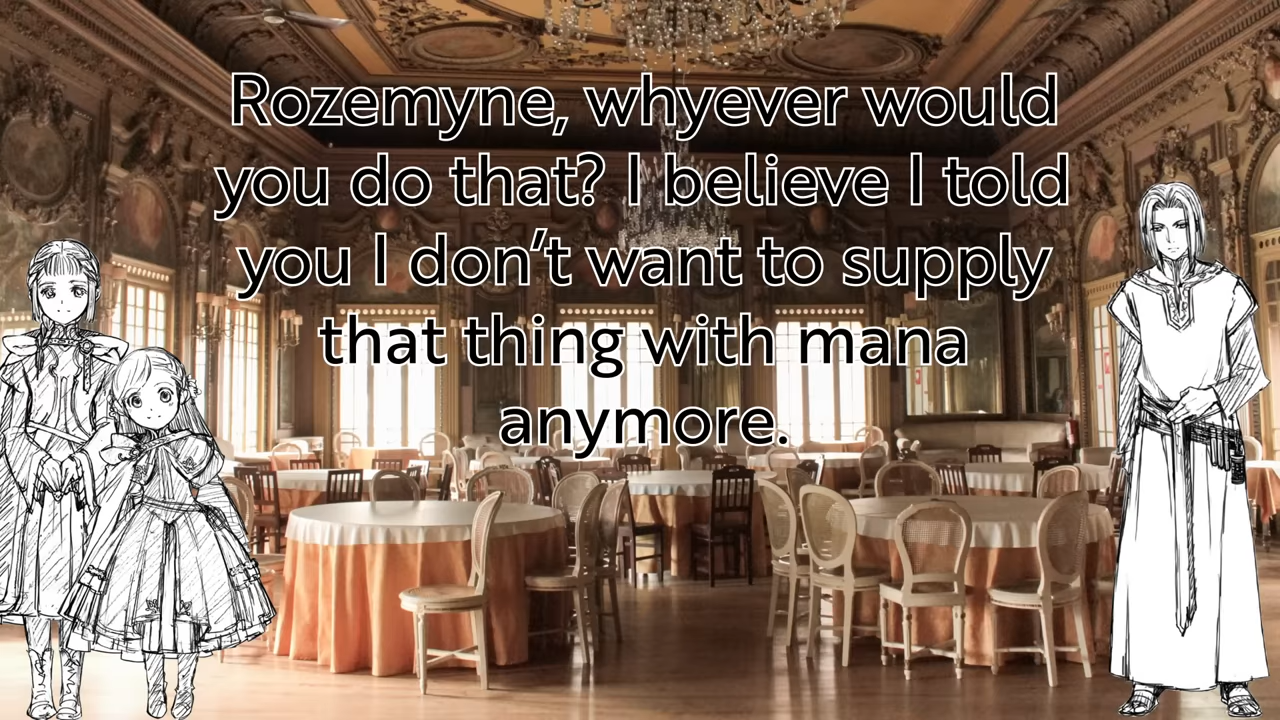 Rozemyne, whyever would
you do that? I believe I told
you I don't want to supply
that thing with mana
anymore.